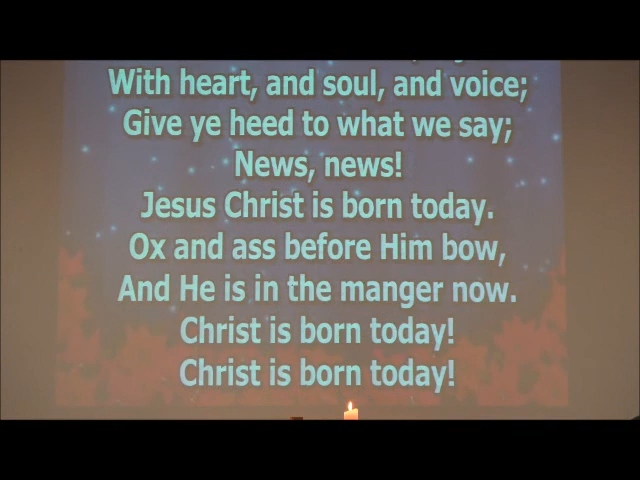 With heart, and soul, and voice;
Give ye heed to what we say;
News, news!
Jesus Christ is born today.
Ox and ass before Him bow,
And He is in the manger now.
Christ is born today!
Christ is born today!